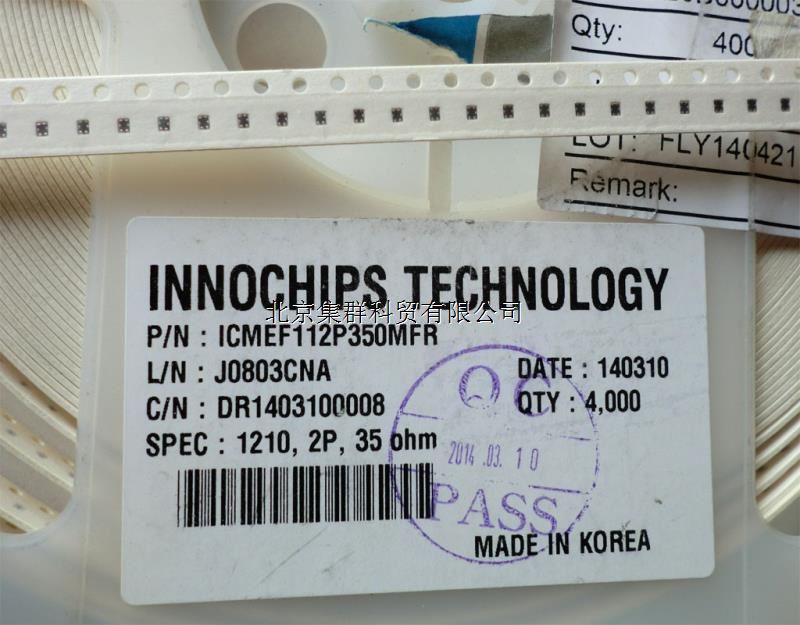 Qty:
400
LOT: FLY140421
Remark:
INNOCHIPS TECHNOLOGY
北京集群科贸有限公司
P/N : ICMEF112P350MFR
L/N : J0803CNA
DATE : 140310
C/N : DR1403100008
QTY : 4,000
SPEC : 1210, 2P, 35 ohm
QC
2014.03.10
PASS
MADE IN KOREA